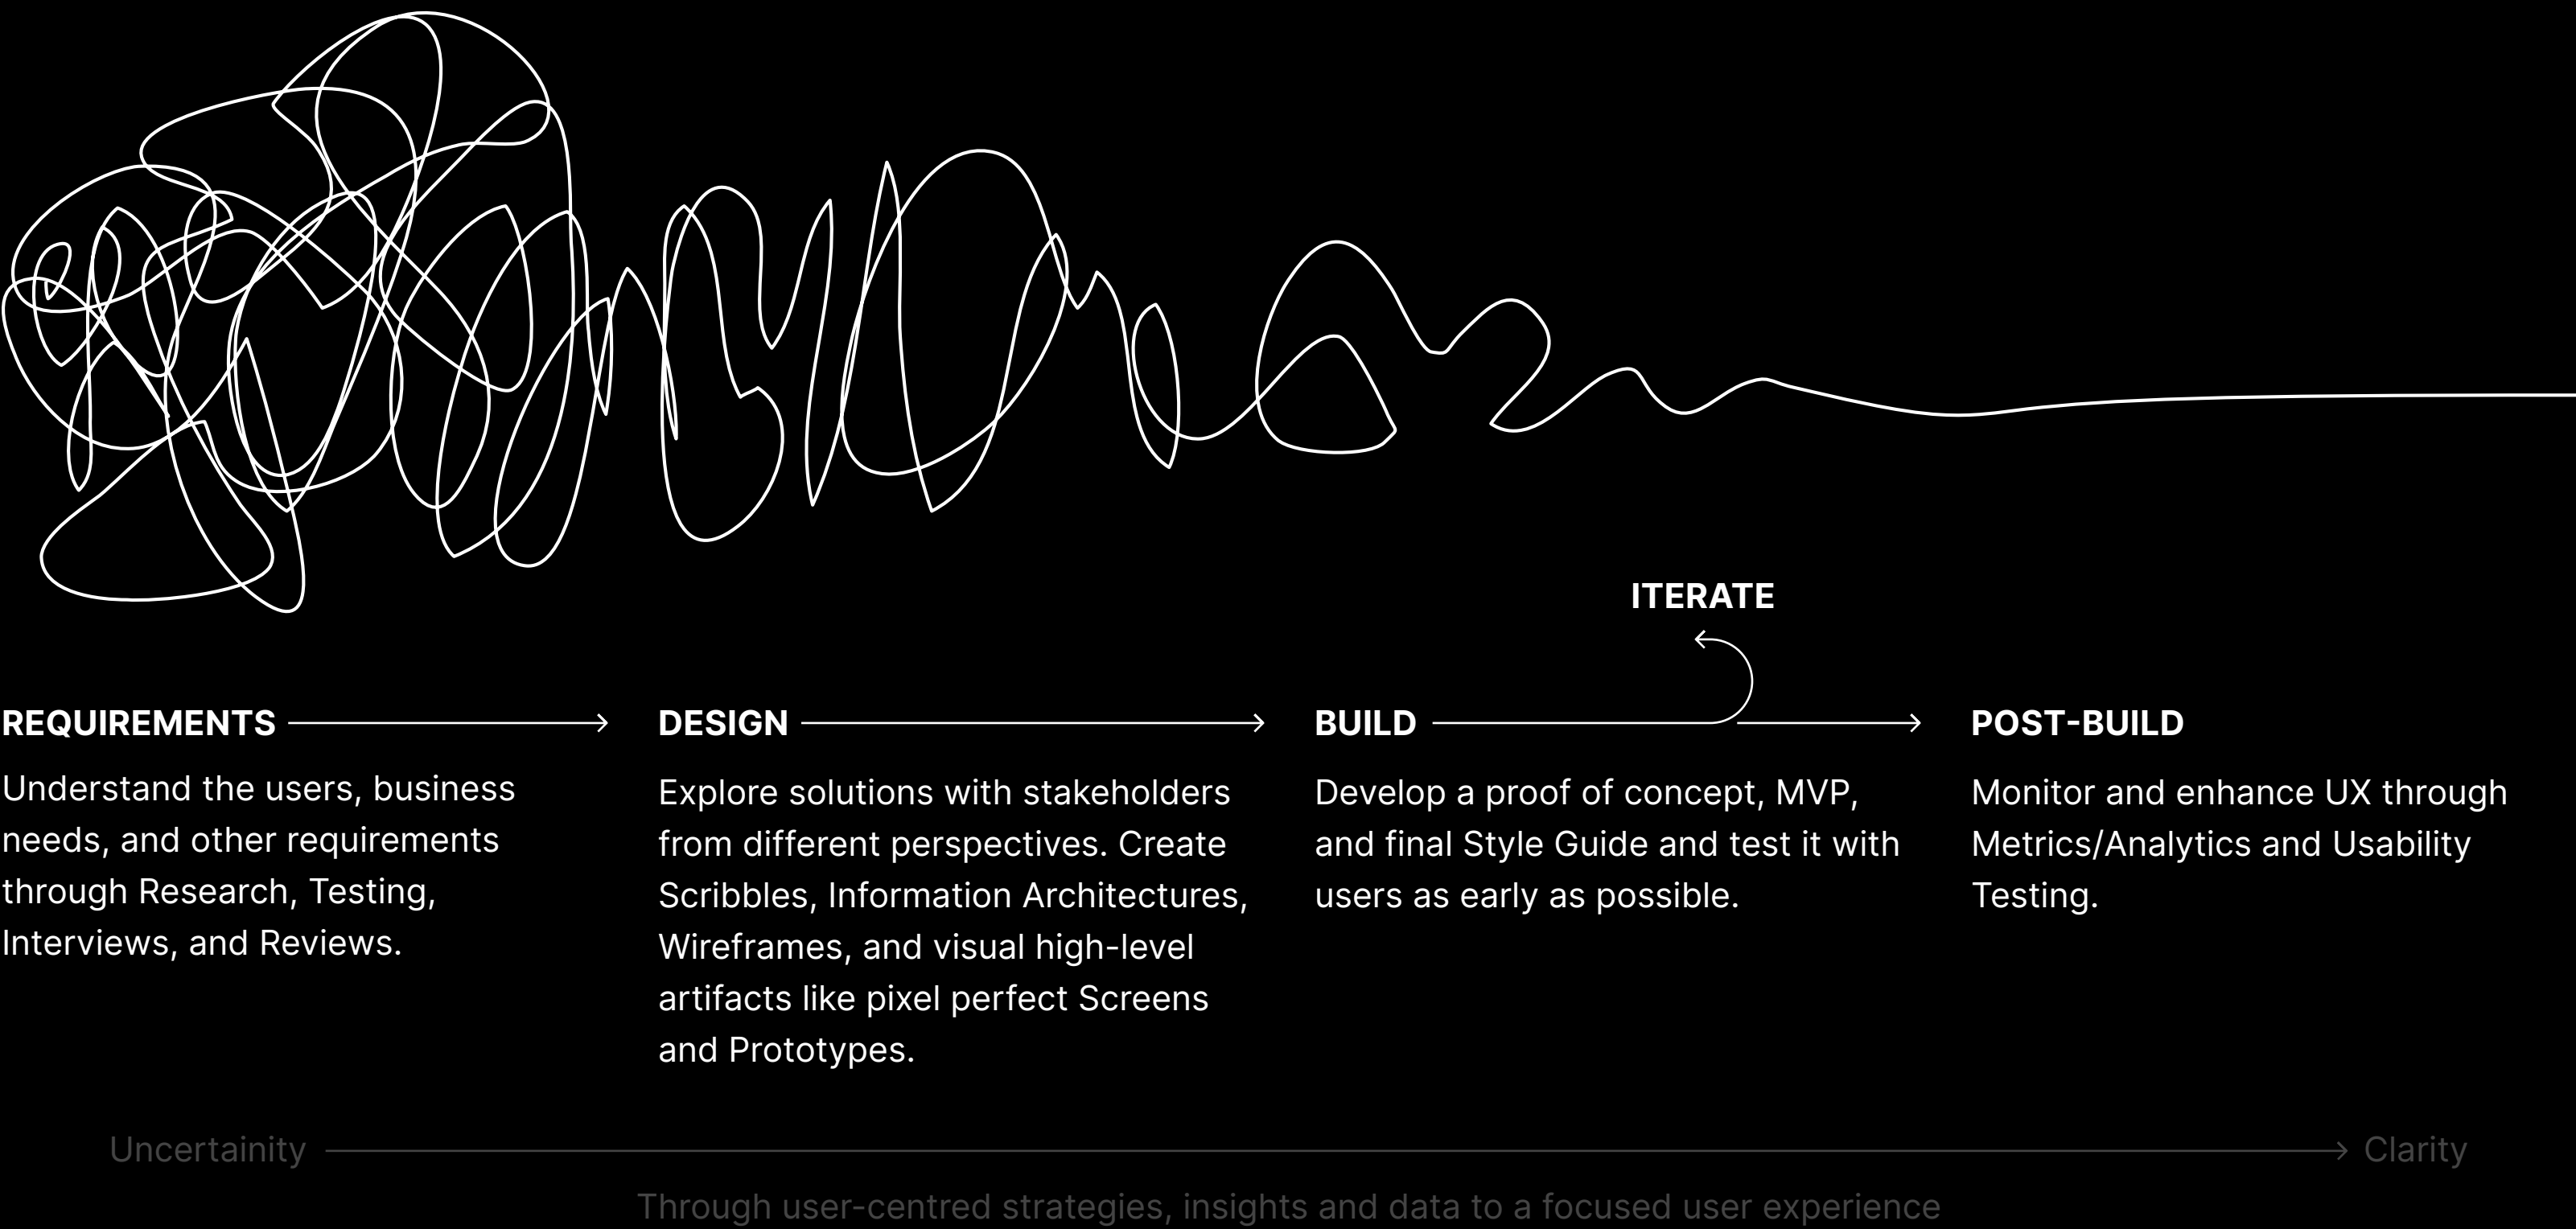 ITERATE
REQUIREMENTS
Understand the users, business
needs, and other requirements
through Research, Testing,
Interviews, and Reviews.
DESIGN
Explore solutions with stakeholders
from different perspectives. Create
Scribbles, Information Architectures,
Wireframes, and visual high-level
artifacts like pixel perfect Screens
and Prototypes.
BUILD
Develop a proof of concept, MVP,
and final Style Guide and test it with
users as early as possible.
POST-BUILD
Monitor and enhance UX through
Metrics/Analytics and Usability
Testing.
Uncertainity
Clarity
Through user-centred strategies, insights and data to a focused user experience